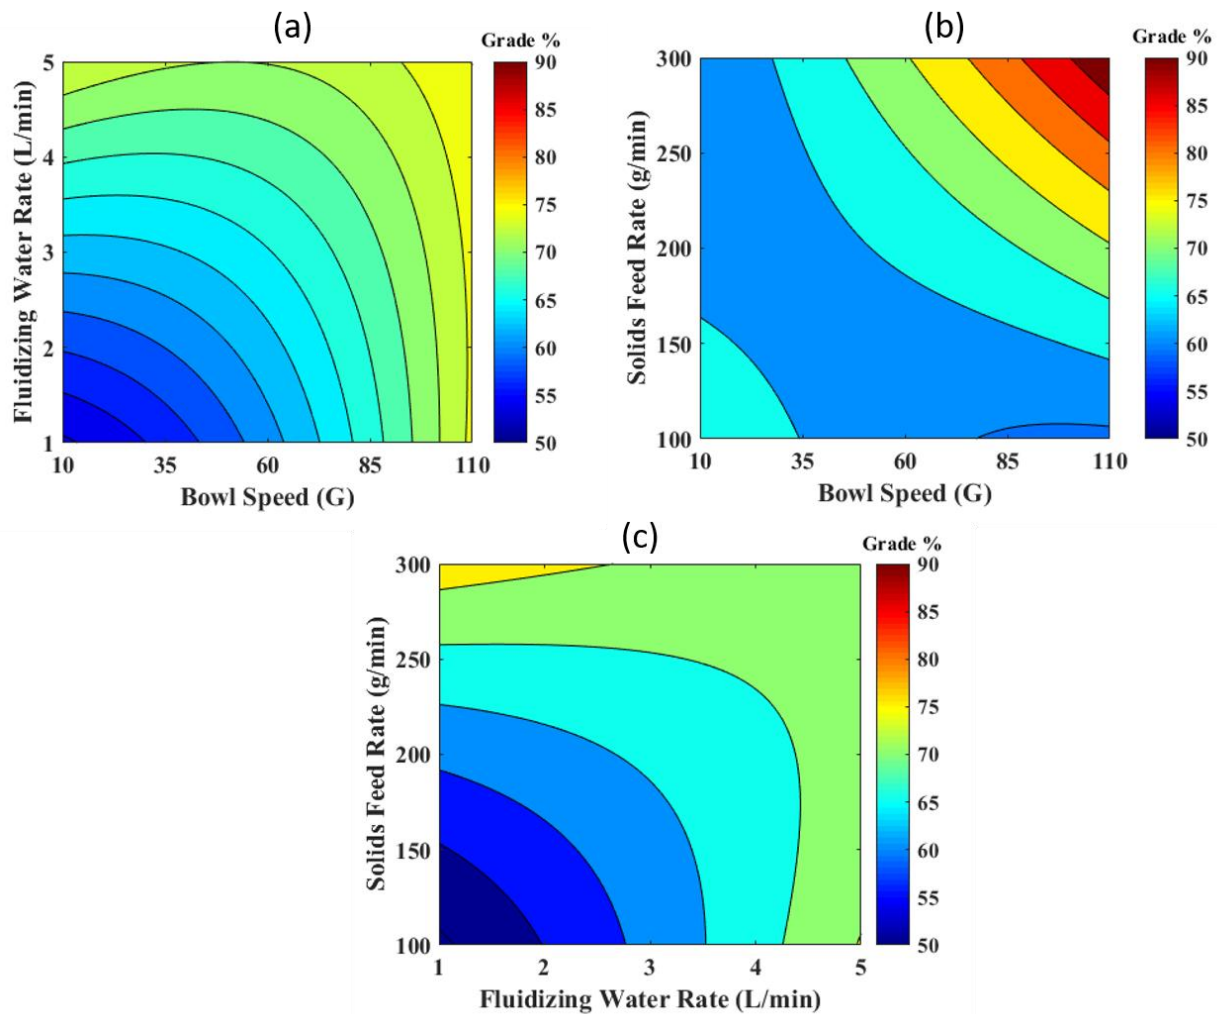 (a)
Grade %
Fluidizing Water Rate (L/min)
5
4
3
2
1
10 35 60 85 110
Bowl Speed (G)
90
85
80
75
70
65
60
55
50
(b)
Grade %
Solids Feed Rate (g/min)
300
250
200
150
100
10 35 60 85 110
Bowl Speed (G)
90
85
80
75
70
65
60
55
50
(c)
Grade %
Solids Feed Rate (g/min)
300
250
200
150
100
1 2 3 4 5
Fluidizing Water Rate (L/min)
90
85
80
75
70
65
60
55
50